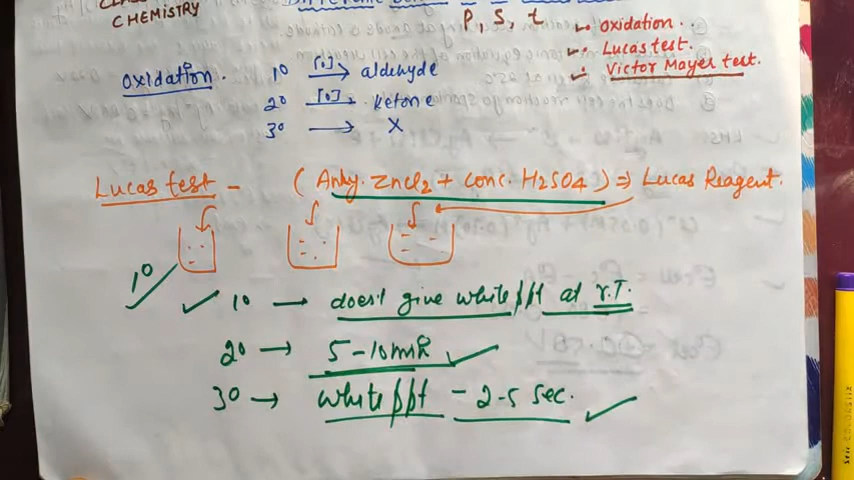 CHEMISTRY
P, S, t
Oxidation.
Lucas test.
Victor Mayer test.
Oxidation.
1° [O] → aldehyde
2° [O] → ketone
3° → X
Lucas test - (Anhy. ZnCl2 + conc. H2SO4) ⇒ Lucas Reagent.
1°
1° → does't give white ppt at r.T.
2° → 5-10 min
3° → white ppt - 2-5 sec.